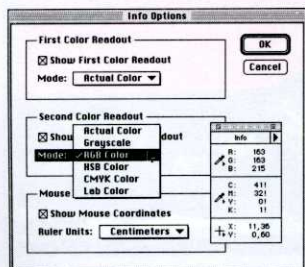 Info Options
First Color Readout
Show First Color Readout
Mode: Actual Color
OK
Cancel
Second Color Readout
Show
dout
Mode:
Actual Color
Grayscale
✓RGB Color
HSB Color
CMYK Color
Lab Color
Mouse
Show Mouse Coordinates
Ruler Units: Centimeters
Info
R: 163
G: 163
B: 215
C: 41!
M: 32!
Y: 0!
K: 1!
X: 11,36
Y: 0,60